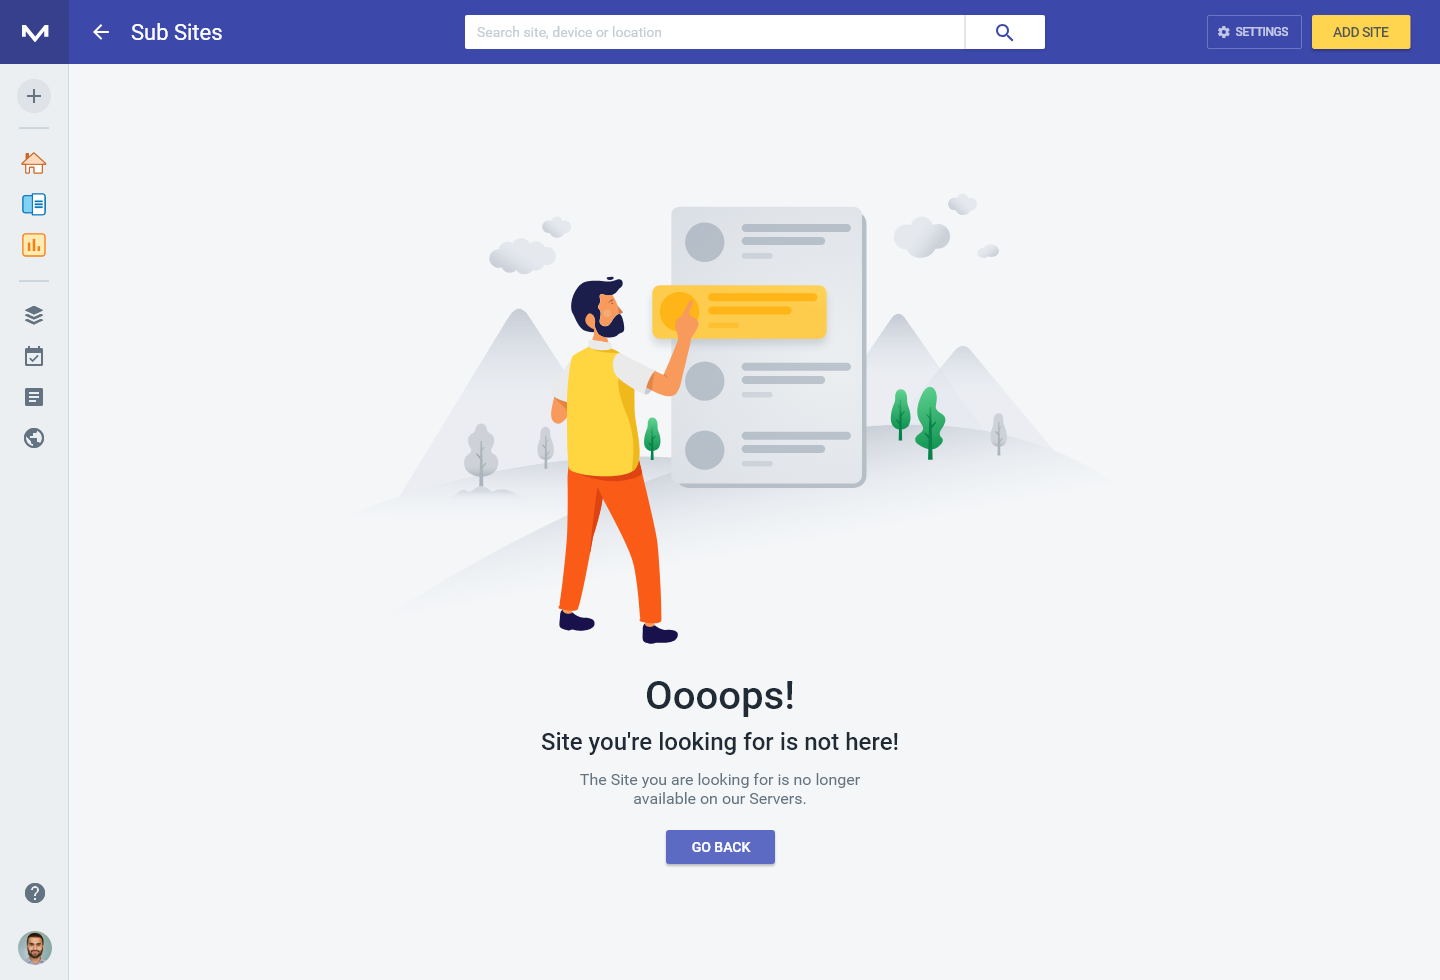 Sub Sites
Search site, device or location
SETTINGS
ADD SITE
Oooops!
Site you're looking for is not here!
The Site you are looking for is no longer
available on our Servers.
GO BACK